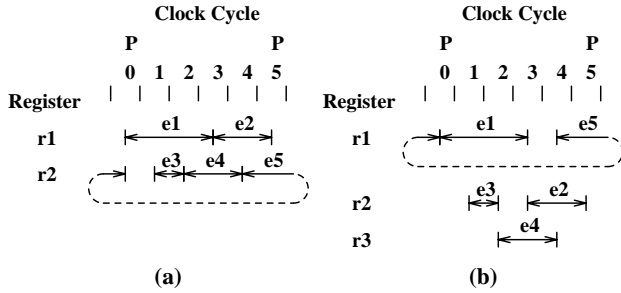 Clock Cycle Clock Cycle
P P P P
0 1 2 3 4 5 0 1 2 3 4 5
Register Register
r1 e1 e2 r1 e1 e5
r2 e3 e4 e5
r2 e3 e2
r3 e4
(a) (b)